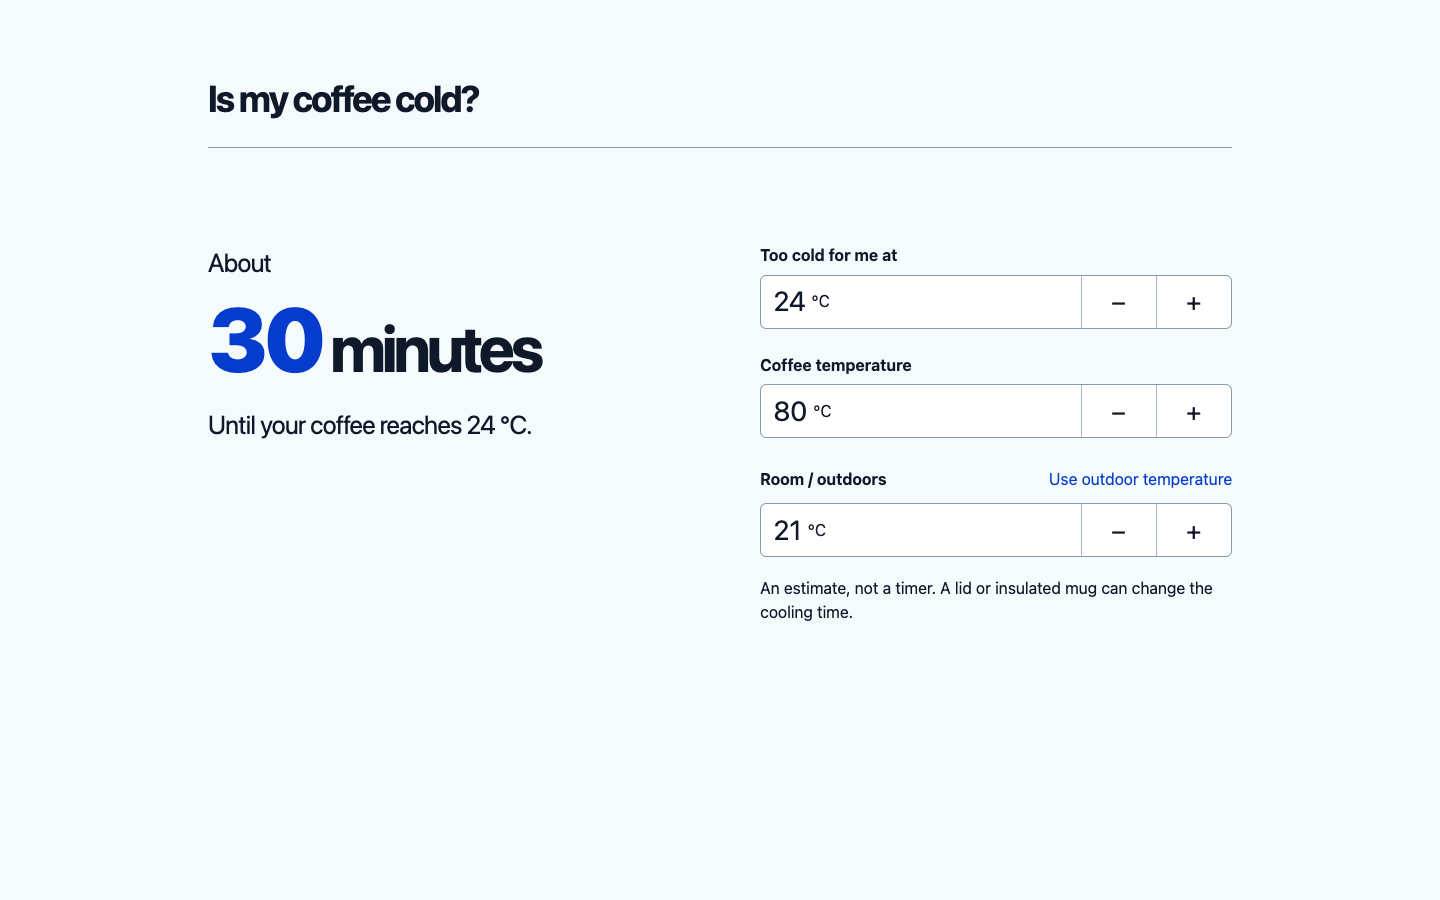 Is my coffee cold?
About
30 minutes
Until your coffee reaches 24 °C.
Too cold for me at
24 °C − +
Coffee temperature
80 °C − +
Room / outdoors Use outdoor temperature
21 °C − +
An estimate, not a timer. A lid or insulated mug can change the
cooling time.